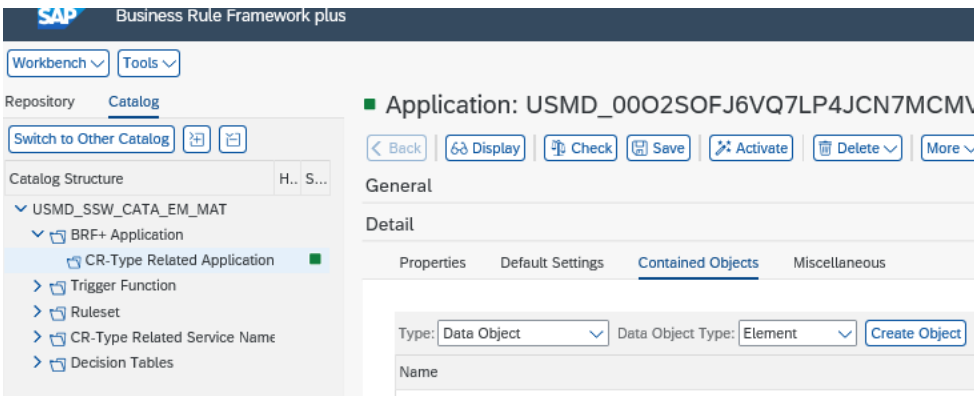 SAP Business Rule Framework plus
Workbench Tools
Repository Catalog
Switch to Other Catalog
Catalog Structure H.. S...
USMD_SSW_CATA_EM_MAT
BRF+ Application
CR-Type Related Application
Trigger Function
Ruleset
CR-Type Related Service Name
Decision Tables
Application: USMD_00O2SOFJ6VQ7LP4JCN7MCMV
Back Display Check Save Activate Delete More
General
Detail
Properties Default Settings Contained Objects Miscellaneous
Type: Data Object Data Object Type: Element Create Object
Name